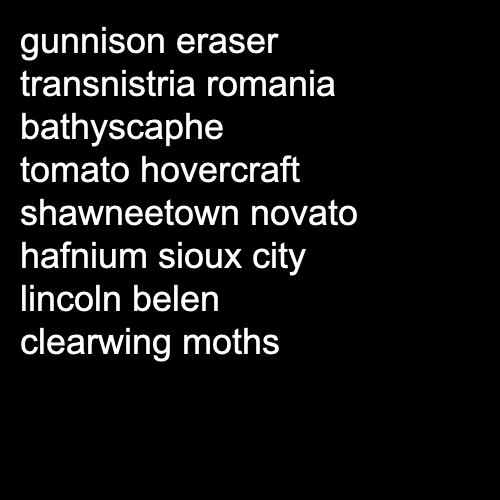 gunnison eraser
transnistria romania
bathyscaphe
tomato hovercraft
shawneetown novato
hafnium sioux city
lincoln belen
clearwing moths